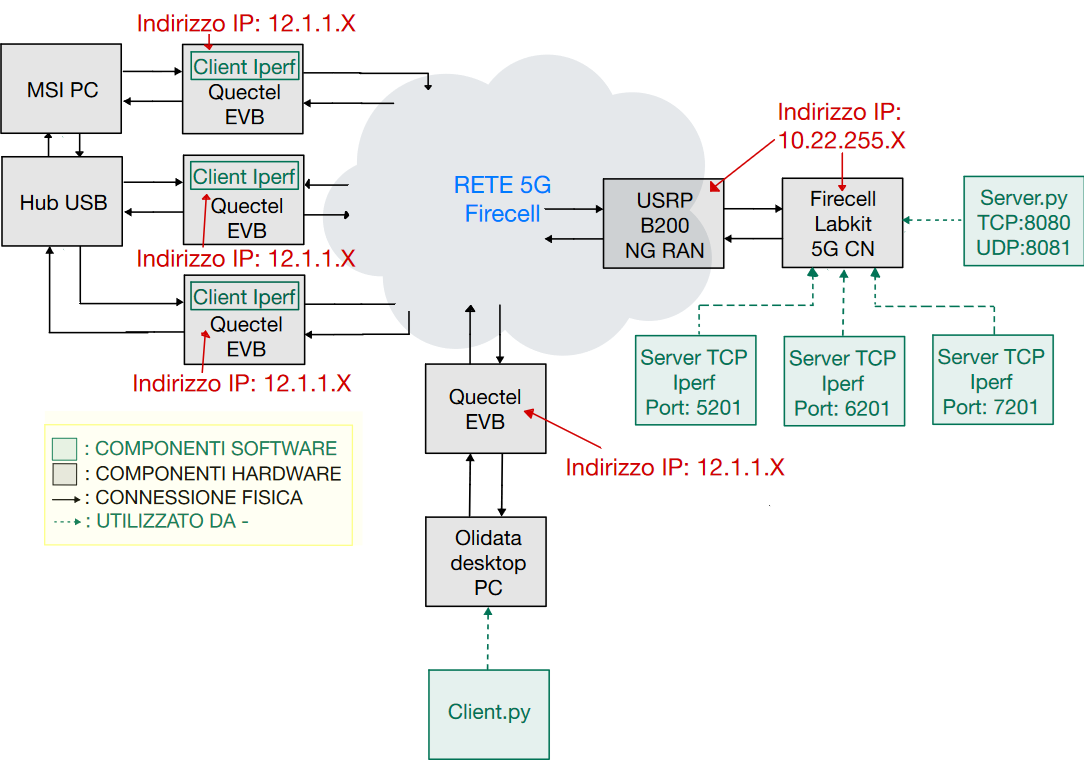 Indirizzo IP: 12.1.1.X
MSI PC
Client Iperf
Quectel
EVB
Hub USB
Client Iperf
Quectel
EVB
Indirizzo IP: 12.1.1.X
Client Iperf
Quectel
EVB
Indirizzo IP: 12.1.1.X
RETE 5G
Firecell
Indirizzo IP:
10.22.255.X
USRP
B200
NG RAN
Firecell
Labkit
5G CN
Server.py
TCP:8080
UDP:8081
Server TCP
Iperf
Port: 5201
Server TCP
Iperf
Port: 6201
Server TCP
Iperf
Port: 7201
Quectel
EVB
Indirizzo IP: 12.1.1.X
Olidata
desktop
PC
Client.py
: COMPONENTI SOFTWARE
: COMPONENTI HARDWARE
: CONNESSIONE FISICA
: UTILIZZATO DA -